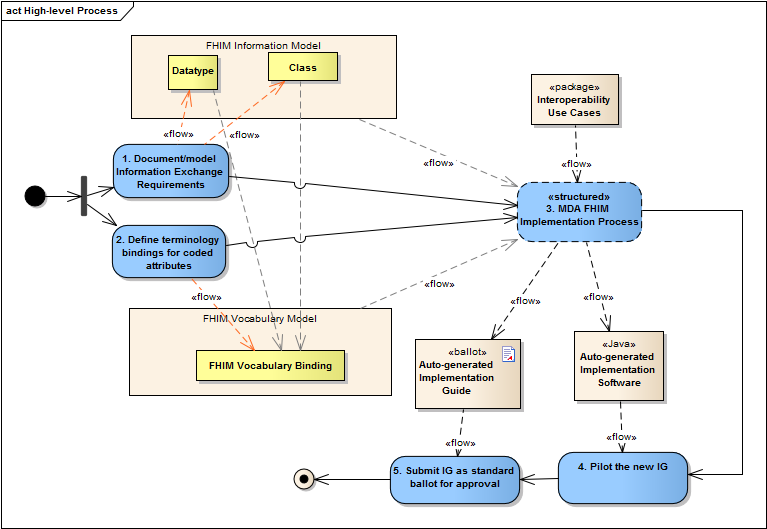 act High-level Process
FHIM Information Model
Datatype
Class
«flow»
«flow»
«flow»
«package»
Interoperability
Use Cases
«flow»
1. Document/model
Information Exchange
Requirements
«structured»
3. MDA FHIM
Implementation Process
2. Define terminology
bindings for coded
attributes
«flow»
«flow»
«flow»
«flow»
FHIM Vocabulary Model
FHIM Vocabulary Binding
«ballot»
Auto-generated
Implementation
Guide
«Java»
Auto-generated
Implementation
Software
«flow»
«flow»
5. Submit IG as standard
ballot for approval
4. Pilot the new IG